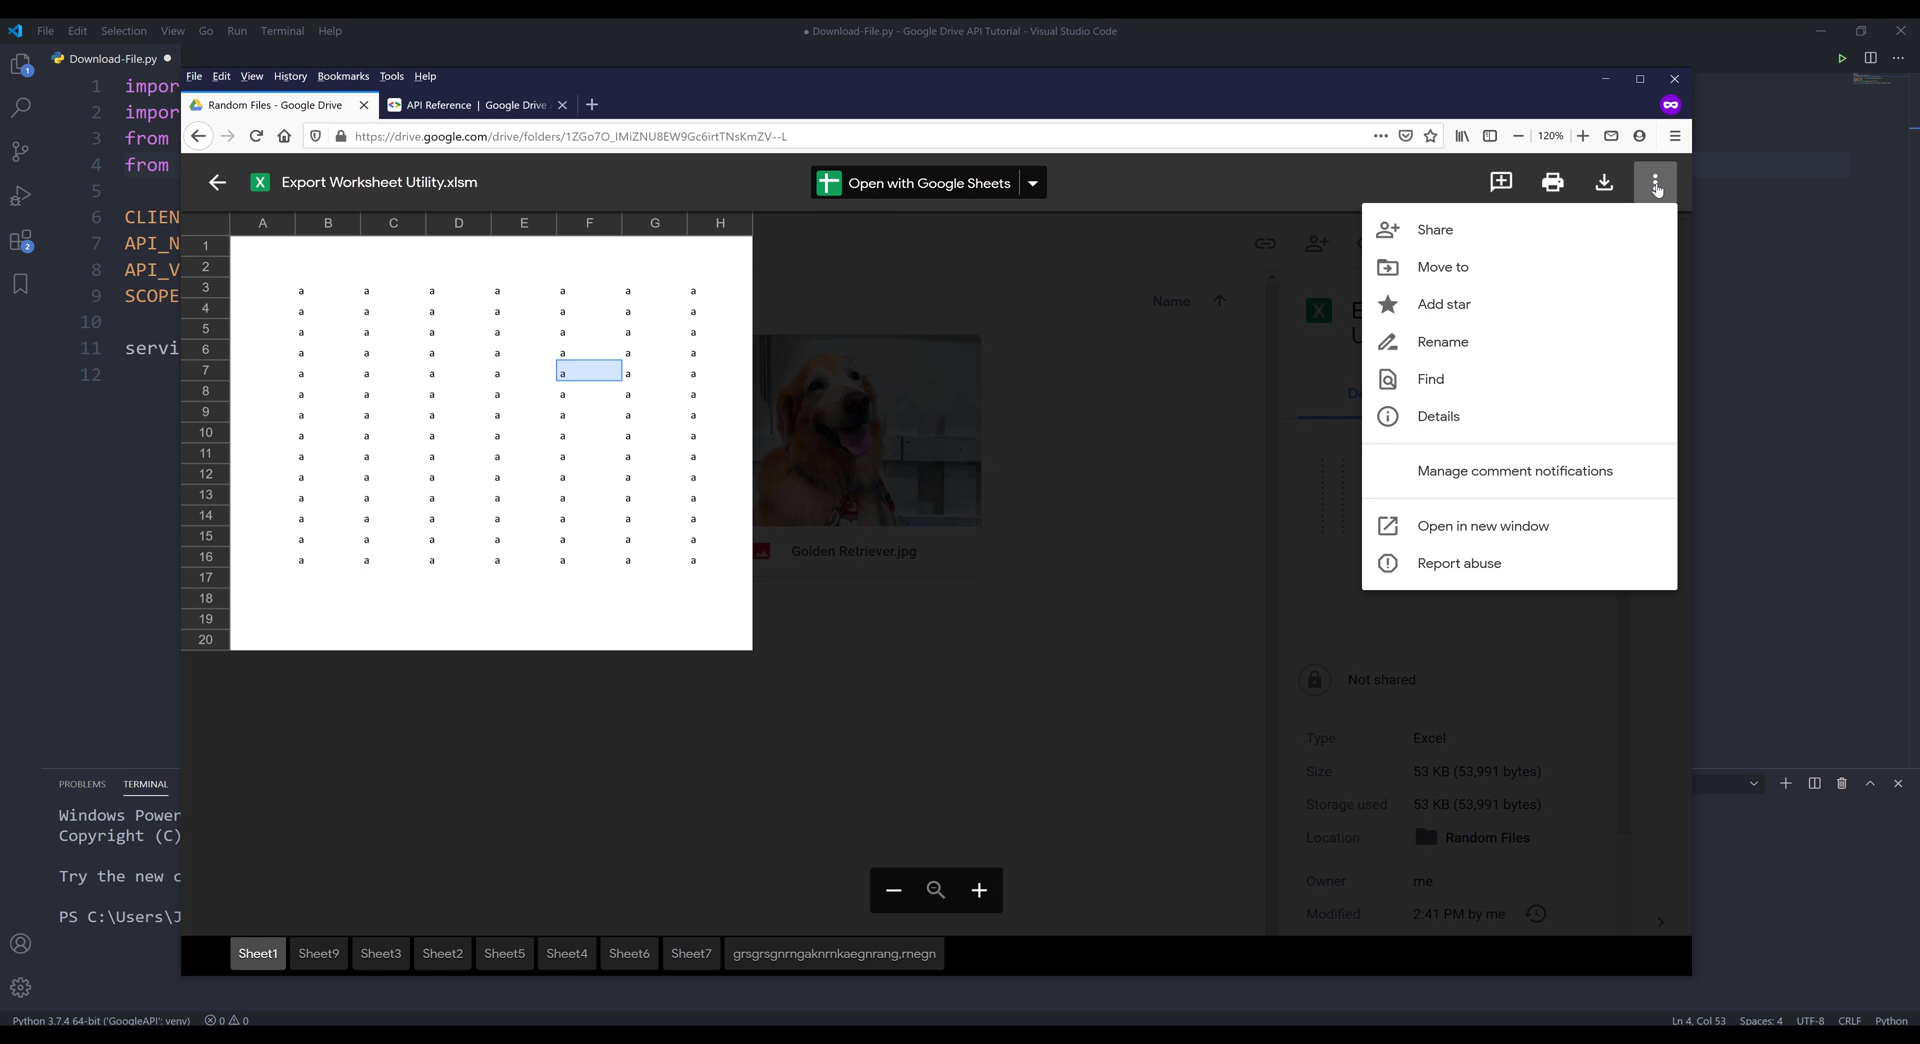 File Edit Selection View Go Run Terminal Help
● Download-File.py - Google Drive API Tutorial - Visual Studio Code
Download-File.py ●
File Edit View History Bookmarks Tools Help
Random Files - Google Drive
API Reference | Google Drive
https://drive.google.com/drive/folders/1ZGo7O_IMiZNU8EW9Gc6irtTNsKmZV--L
120%
1 impor
2 impor
3 from
4 from
5
6 CLIEN
7 API_N
8 API_V
9 SCOPE
10
11 servi
12
X Export Worksheet Utility.xlsm
Open with Google Sheets
A B C D E F G H
1
2
3 a a a a a a a
4 a a a a a a a
5 a a a a a a a
6 a a a a a a a
7 a a a a a a a
8 a a a a a a a
9 a a a a a a a
10 a a a a a a a
11 a a a a a a a
12 a a a a a a a
13 a a a a a a a
14 a a a a a a a
15 a a a a a a a
16 a a a a a a a
17
18
19
20
Name
Golden Retriever.jpg
X E
U
De
Share
Move to
Add star
Rename
Find
Details
Manage comment notifications
Open in new window
Report abuse
Not shared
Type Excel
Size 53 KB (53,991 bytes)
Storage used 53 KB (53,991 bytes)
Location Random Files
Owner me
Modified 2:41 PM by me
Sheet1 Sheet9 Sheet3 Sheet2 Sheet5 Sheet4 Sheet6 Sheet7 grsgrsgnrngaknrnkaegnrang,rnegn
PROBLEMS TERMINAL
Windows Power
Copyright (C)
Try the new c
PS C:\Users\J
1
2
Python 3.7.4 64-bit ('GoogleAPI': venv) 0 0
Ln 4, Col 53 Spaces: 4 UTF-8 CRLF Python